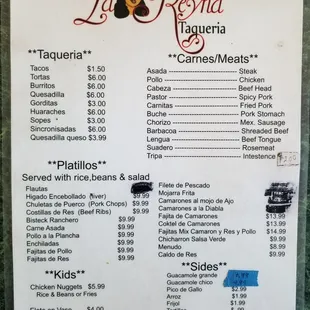 La Reyna
Taqueria
**Taqueria**
Tacos $1.50
Tortas $6.00
Burritos $6.00
Quesadilla $6.00
Gorditas $3.00
Huaraches $6.00
Sopes $3.00
Sincronisadas $6.00
Quesadilla queso $3.99
**Carnes/Meats**
Asada Steak
Pollo Chicken
Cabeza Beef Head
Pastor Spicy Pork
Carnitas Fried Pork
Buche Pork Stomach
Chorizo Mex. Sausage
Barbacoa Shredded Beef
Lengua Beef Tongue
Suadero Rosemeat
Tripa Intestence
**Platillos**
Served with rice,beans & salad
Flautas
Higado Encebollado (liver) $9.99
Chuletas de Puerco (Pork Chops) $9.99
Costillas de Res (Beef Ribs) $9.99
Bisteck Ranchero $9.99
Carne Asada $9.99
Pollo a la Plancha $9.99
Enchiladas $9.99
Fajitas de Pollo $9.99
Fajitas de Res $9.99
Filete de Pescado
Mojarra Frita
Camarones al mojo de Ajo
Camarones a la Diabla
Fajita de Camarones $13.99
Coktel de Camarones $13.99
Fajitas Mix Camaron y Res y Pollo $14.99
Chicharron Salsa Verde $9.99
Menudo $8.99
Caldo de Res $9.99
**Kids**
Chicken Nuggets $5.99
Rice & Beans or Fries
$4.00
**Sides**
Guacamole grande
Guacamole chico
Pico de Gallo $2.99
Arroz $1.99
Frijol $1.99